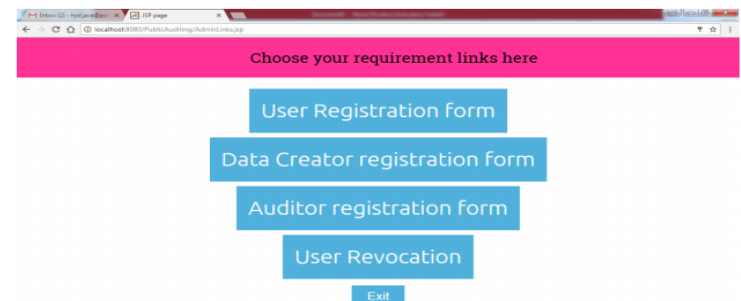 JSP page
localhost:8080/PublicAuditing/AdminLinks.jsp
Choose your requirement links here
User Registration form
Data Creator registration form
Auditor registration form
User Revocation
Exit